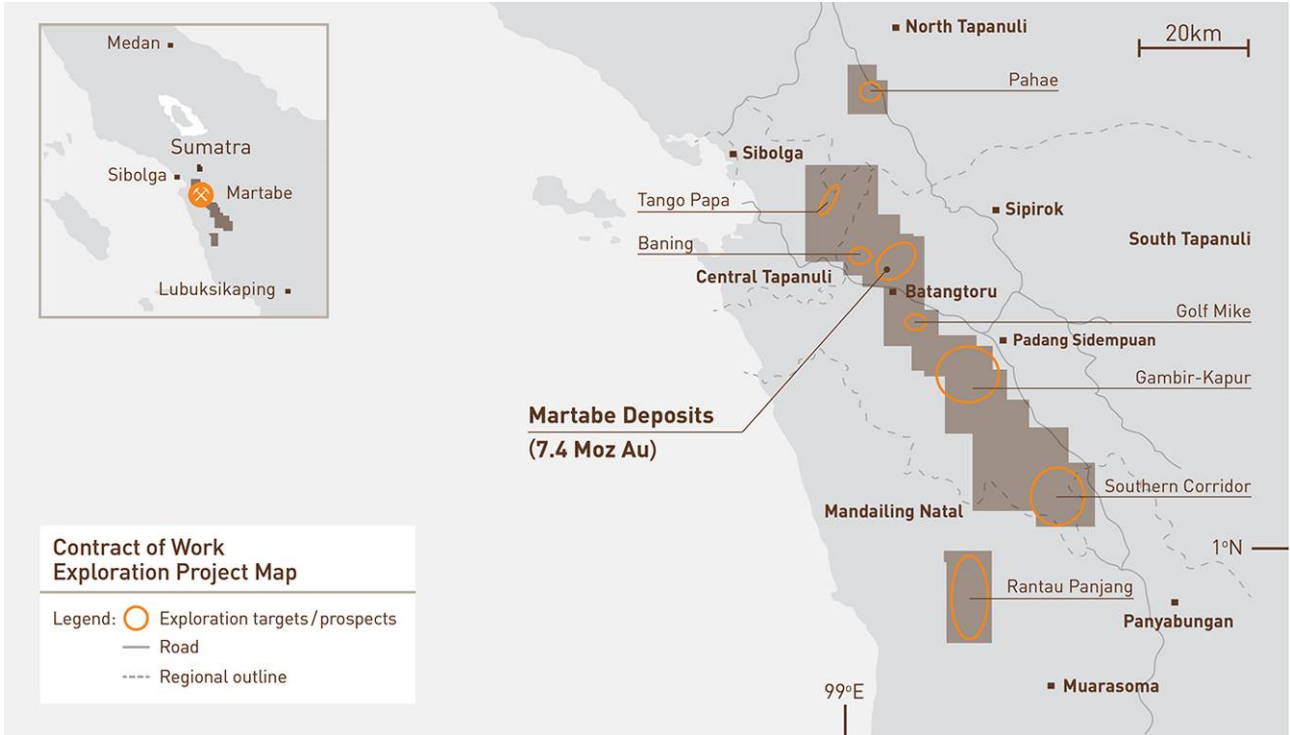 Medan
Sumatra
Sibolga
Martabe
Lubuksikaping
North Tapanuli
20km
Pahae
Sibolga
Tango Papa
Sipirok
Baning
South Tapanuli
Central Tapanuli
Batangtoru
Golf Mike
Padang Sidempuan
Gambir-Kapur
Martabe Deposits
(7.4 Moz Au)
Southern Corridor
Mandailing Natal
1°N
Rantau Panjang
Panyabungan
Muarasoma
99°E
Contract of Work
Exploration Project Map
Legend: Exploration targets/prospects
Road
Regional outline